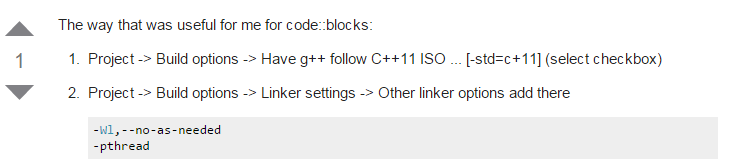 The way that was useful for me for code::blocks:
1
1. Project -> Build options -> Have g++ follow C++11 ISO ... [-std=c+11] (select checkbox)
2. Project -> Build options -> Linker settings -> Other linker options add there
-Wl,--no-as-needed
-pthread